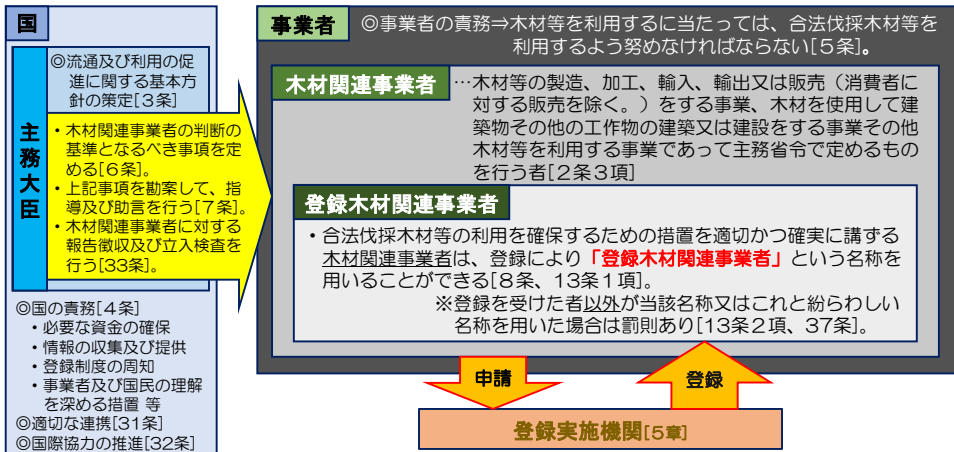 国
◎流通及び利用の促
進に関する基本方
針の策定[３条]
主務大臣
・木材関連事業者の判断の
基準となるべき事項を定
める[６条]。
・上記事項を勘案して、指
導及び助言を行う[７条]。
・木材関連事業者に対する
報告徴収及び立入検査を
行う[33条]。
◎国の責務[４条]
・必要な資金の確保
・情報の収集及び提供
・登録制度の周知
・事業者及び国民の理解
を深める措置 等
◎適切な連携[31条]
◎国際協力の推進[32条]
事業者
◎事業者の責務⇒木材等を利用するに当たっては、合法伐採木材等を
利用するよう努めなければならない[５条]。
木材関連事業者
…木材等の製造、加工、輸入、輸出又は販売（消費者に
対する販売を除く。）をする事業、木材を使用して建
築物その他の工作物の建築又は建設をする事業その他
木材等を利用する事業であって主務省令で定めるもの
を行う者[２条３項]
登録木材関連事業者
・合法伐採木材等の利用を確保するための措置を適切かつ確実に講ずる
木材関連事業者は、登録により「登録木材関連事業者」という名称を
用いることができる[８条、13条１項]。
※登録を受けた者以外が当該名称又はこれと紛らわしい
名称を用いた場合は罰則あり[13条２項、37条]。
申請
登録
登録実施機関[５章]